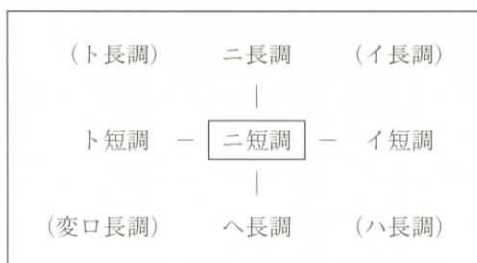 (ト長調) ニ長調 (イ長調)
ト短調 － ニ短調 － イ短調
(変ロ長調) ヘ長調 (ハ長調)